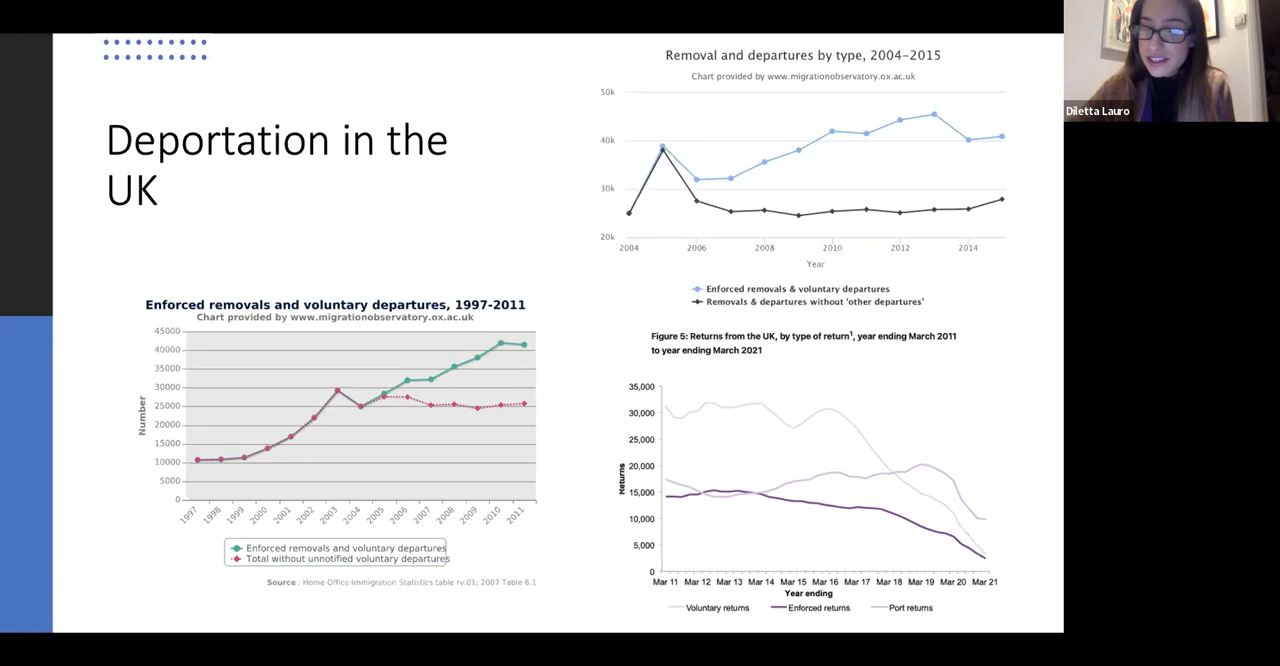 Deportation in the
UK
Enforced removals and voluntary departures, 1997-2011
Chart provided by www.migrationobservatory.ox.ac.uk
Number
45000
40000
35000
30000
25000
20000
15000
10000
5000
0
1997 1998 1999 2000 2001 2002 2003 2004 2005 2006 2007 2008 2009 2010 2011
Enforced removals and voluntary departures
Total without unnotified voluntary departures
Source : Home Office Immigration Statistics table rv.01; 2007 Table 6.1
Removal and departures by type, 2004-2015
Chart provided by www.migrationobservatory.ox.ac.uk
50k
40k
30k
20k
2004 2006 2008 2010 2012 2014
Year
Enforced removals & voluntary departures
Removals & departures without 'other departures'
Figure 5: Returns from the UK, by type of return¹, year ending March 2011
to year ending March 2021
Returns
35,000
30,000
25,000
20,000
15,000
10,000
5,000
0
Mar 11 Mar 12 Mar 13 Mar 14 Mar 15 Mar 16 Mar 17 Mar 18 Mar 19 Mar 20 Mar 21
Year ending
Voluntary returns Enforced returns Port returns
Diletta Lauro